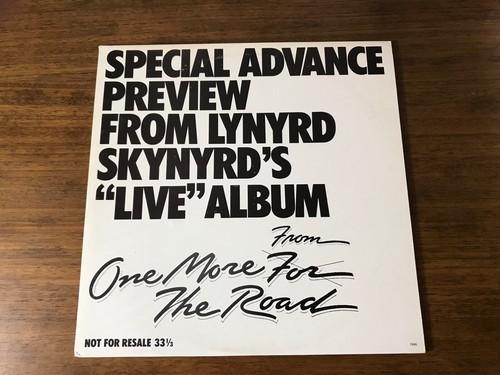 SPECIAL ADVANCE
PREVIEW
FROM LYNYRD
SKYNYRD'S
“LIVE” ALBUM
From
One More For
The Road
NOT FOR RESALE 33⅓